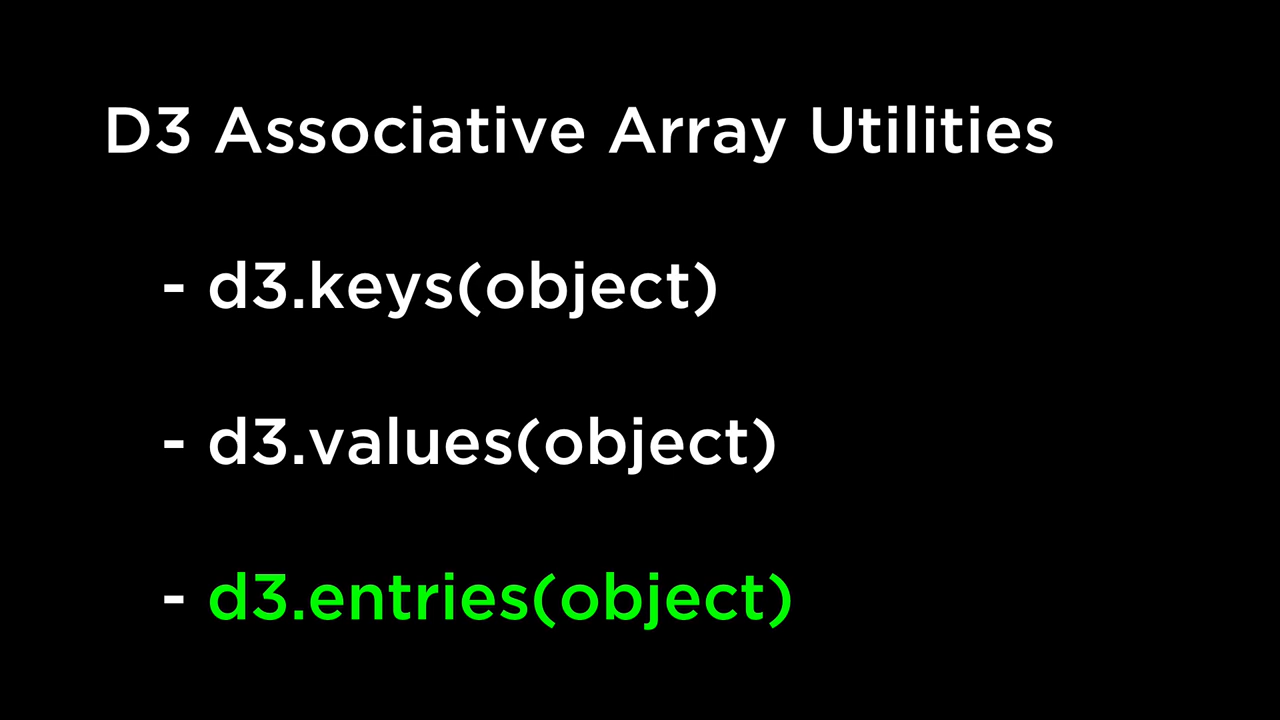 D3 Associative Array Utilities
- d3.keys(object)
- d3.values(object)
- d3.entries(object)